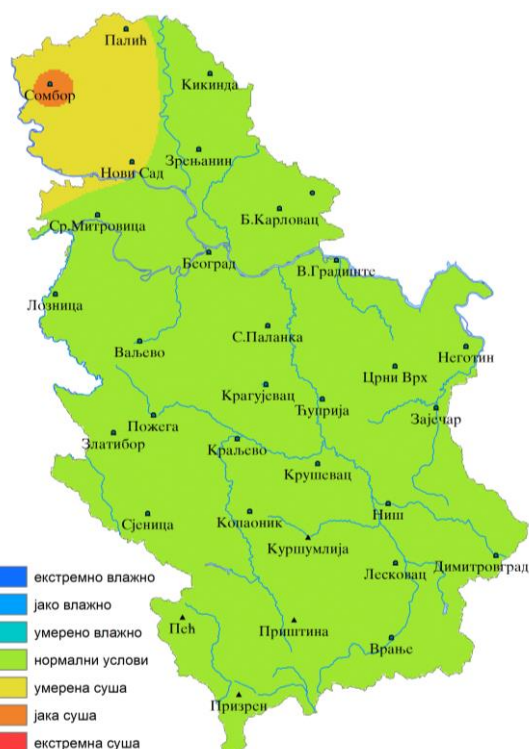 Палић
Кикинда
Сомбор
Зрењанин
Нови Сад
Б.Карловац
Ср.Митровица
Београд
В.Градиште
Лозница
С.Паланка
Ваљево
Неготин
Црни Врх
Крагујевац
Ћуприја
Зајечар
Пожега
Златибор
Краљево
Крушевац
Ниш
Сјеница
Копаоник
Куршумлија
Димитровград
Лесковац
екстремно влажно
јако влажно
умерено влажно
Пећ
Приштина
Врање
нормални услови
умерена суша
Призрен
јака суша
екстремна суша